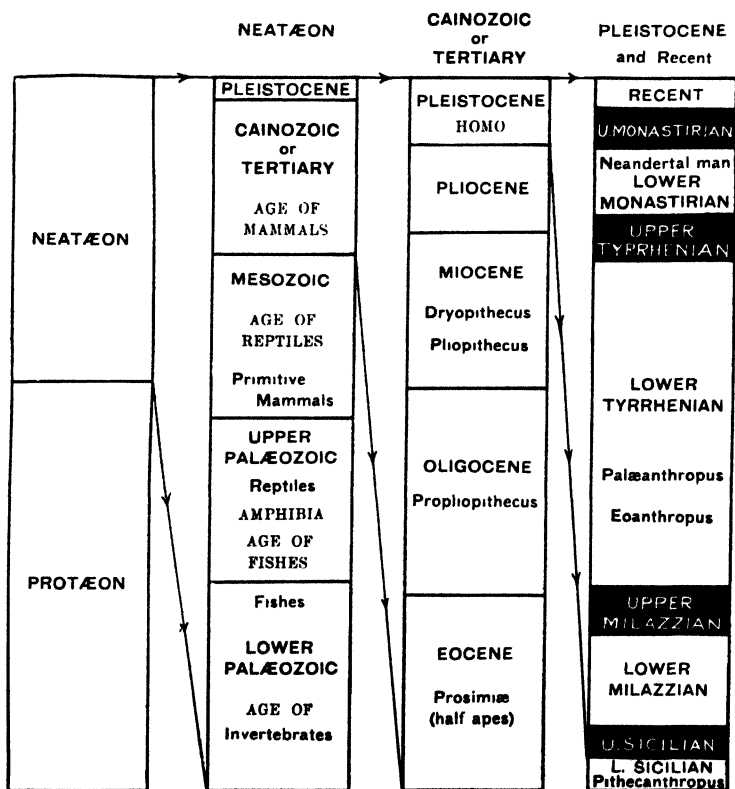 NEATÆON
CAINOZOIC
or
TERTIARY
PLEISTOCENE
and Recent
NEATÆON
PROTÆON
PLEISTOCENE
CAINOZOIC
or
TERTIARY
AGE OF
MAMMALS
MESOZOIC
AGE OF
REPTILES
Primitive
Mammals
UPPER
PALÆOZOIC
Reptiles
AMPHIBIA
AGE OF
FISHES
Fishes
LOWER
PALÆOZOIC
AGE OF
Invertebrates
PLEISTOCENE
HOMO
PLIOCENE
MIOCENE
Dryopithecus
Pliopithecus
OLIGOCENE
Propliopithecus
EOCENE
Prosimiæ
(half apes)
RECENT
U.MONASTIRIAN
Neandertal man
LOWER
MONASTIRIAN
UPPER
TYPRHENIAN
LOWER
TYRRHENIAN
Palæanthropus
Eoanthropus
UPPER
MILAZZIAN
LOWER
MILAZZIAN
U.SICILIAN
L. SICILIAN
Pithecanthropus